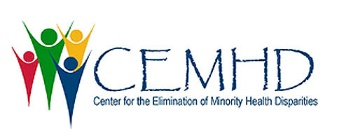 CEMHD
Center for the Elimination of Minority Health Disparities